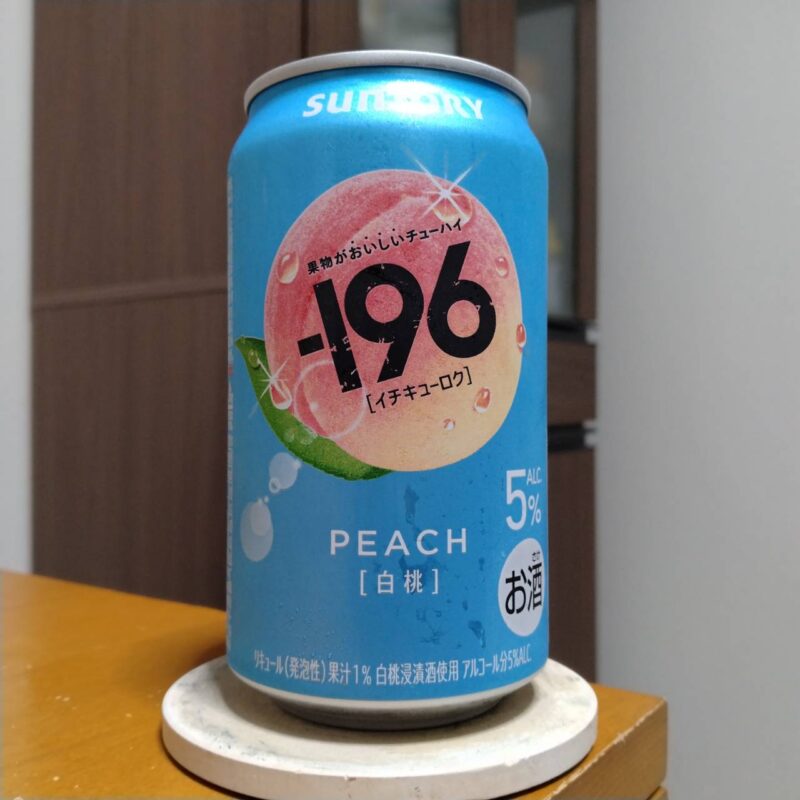 SUNTORY
果物がおいしいチューハイ
-196
[イチキューロク]
ALC.
5%
PEACH
[白桃]
さけ
お酒
リキュール(発泡性)果汁1% 白桃浸漬酒使用 アルコール分5%ALC.